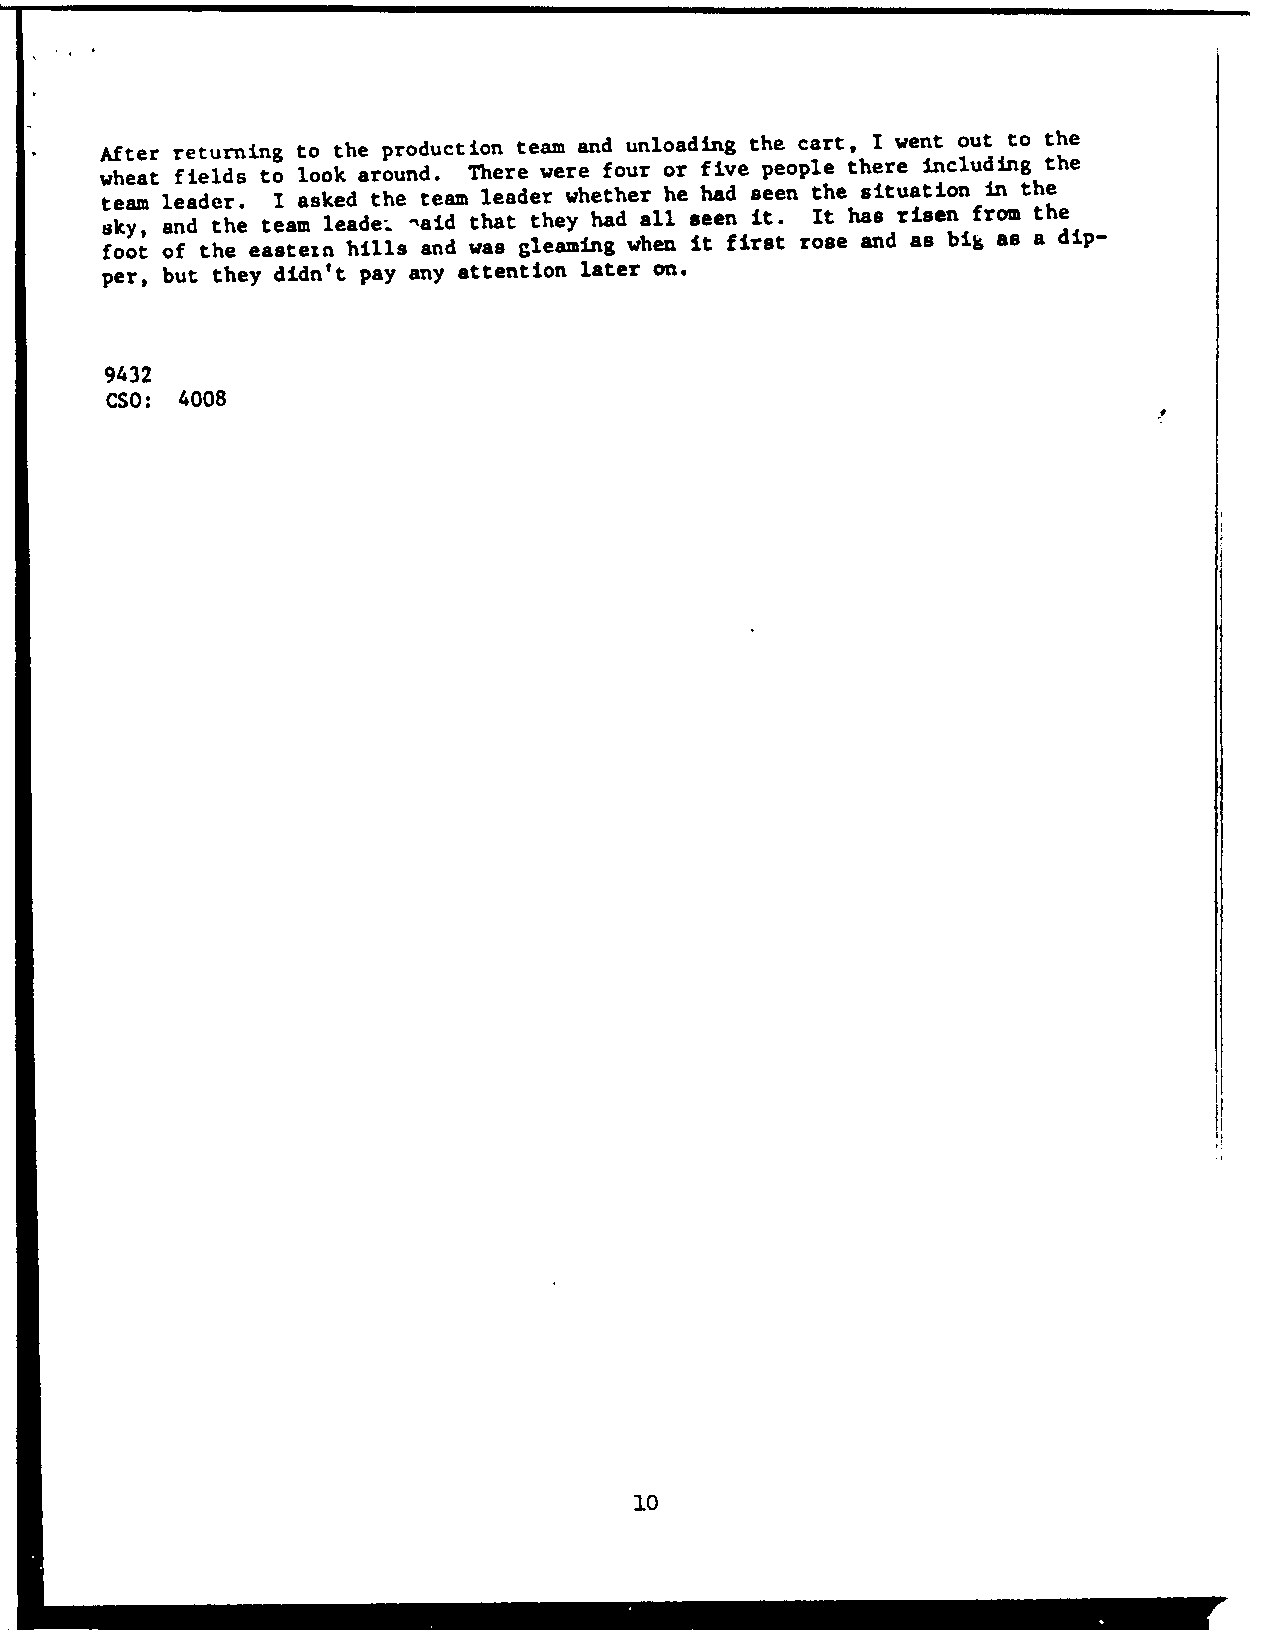 After returning to the production team and unloading the cart, I went out to the
wheat fields to look around. There were four or five people there including the
team leader. I asked the team leader whether he had seen the situation in the
sky, and the team leader said that they had all seen it. It has risen from the
foot of the eastern hills and was gleaming when it first rose and as big as a dip-
per, but they didn't pay any attention later on.
9432
CSO: 4008
10